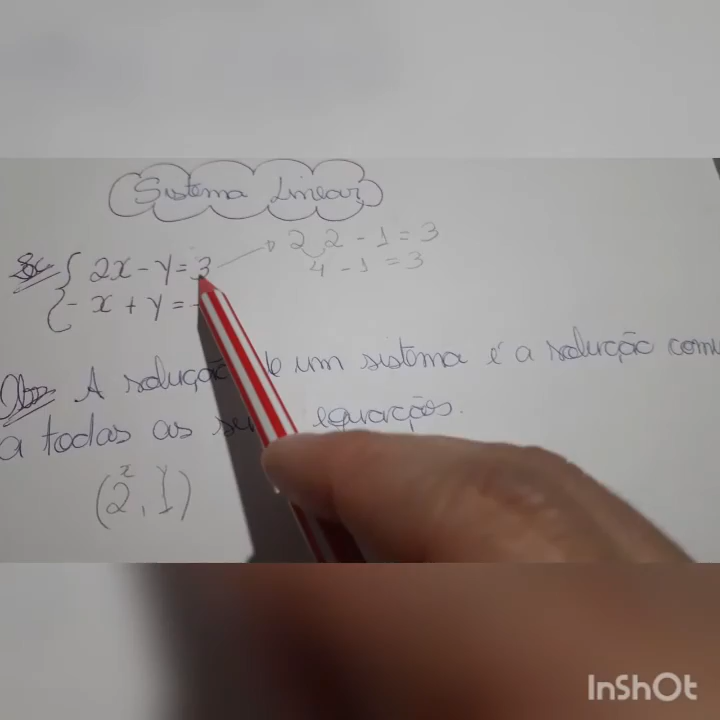 Sistema Linear
Ex { 2x - y = 3 → 2.2 - 1 = 3
4 - 1 = 3
- x + y = -
Obs A solução de um sistema é a solução comu
a todas as equações.
x y
(2, 1)
InShOt